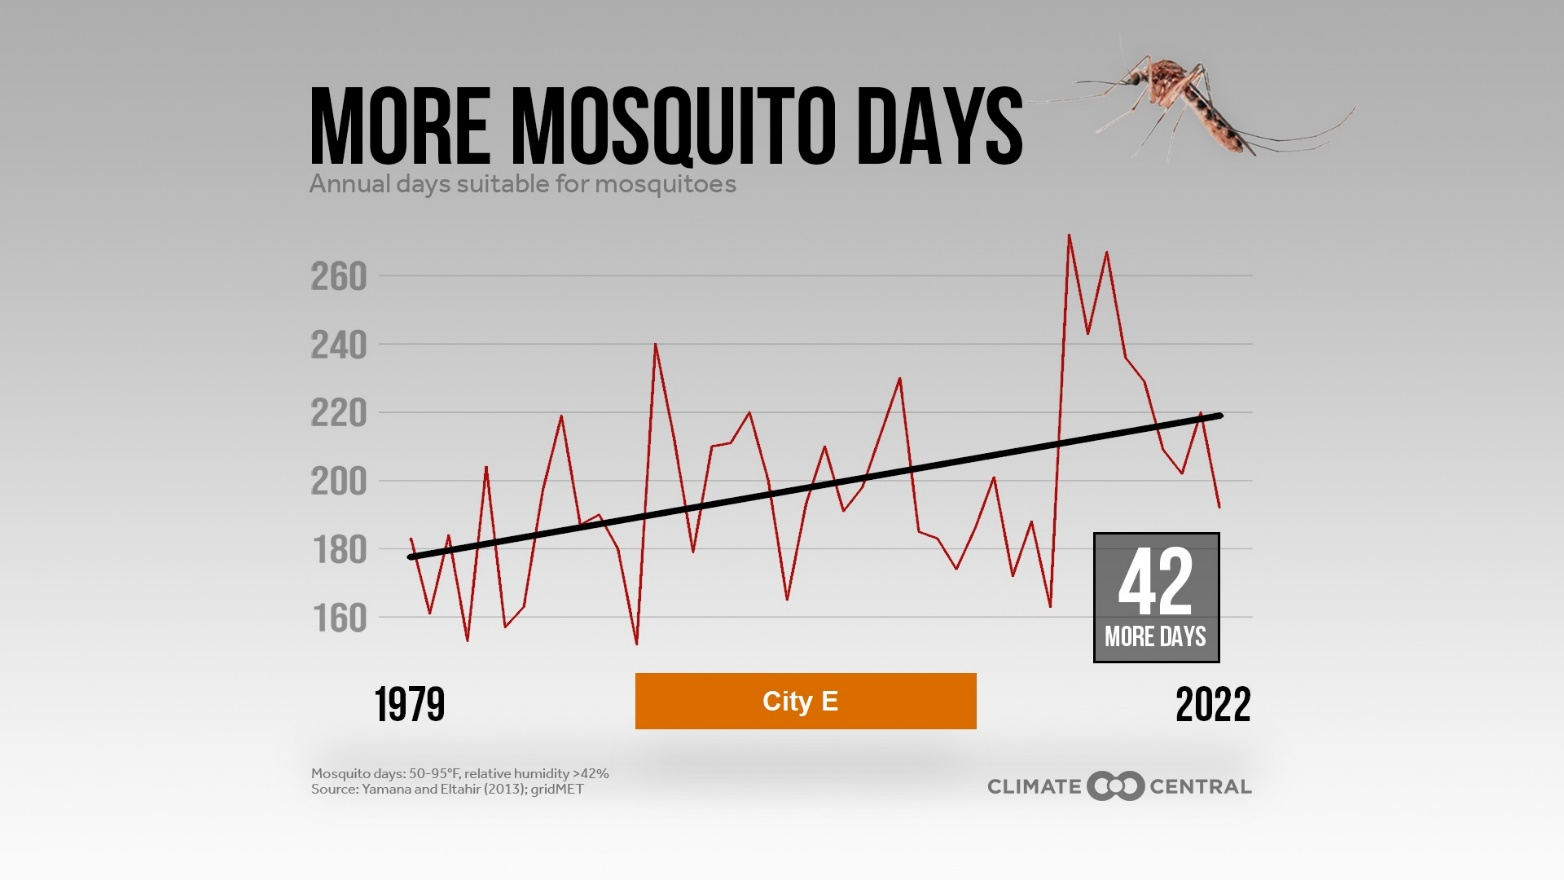 MORE MOSQUITO DAYS
Annual days suitable for mosquitoes
260
240
220
200
180
160
42
MORE DAYS
1979
City E
2022
Mosquito days: 50-95°F, relative humidity >42%
Source: Yamana and Eltahir (2013); gridMET
CLIMATE CENTRAL